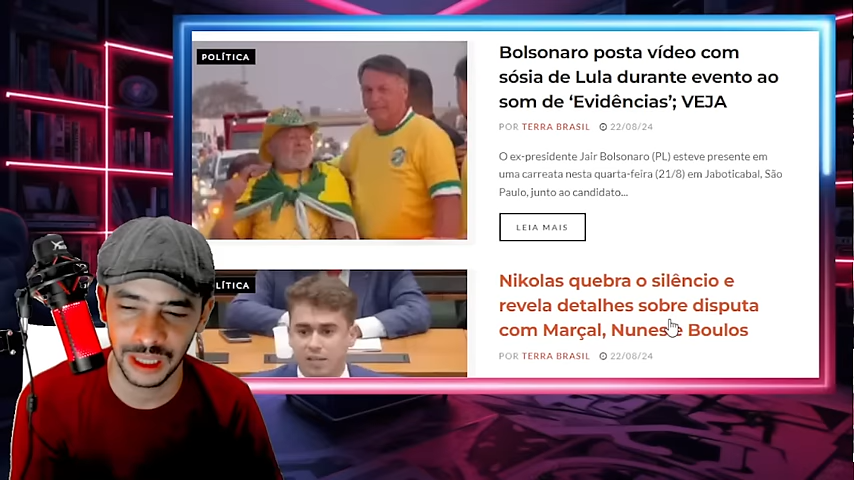 POLÍTICA
Bolsonaro posta vídeo com
sósia de Lula durante evento ao
som de ‘Evidências’; VEJA
POR TERRA BRASIL 22/08/24
O ex-presidente Jair Bolsonaro (PL) esteve presente em
uma carreata nesta quarta-feira (21/8) em Jaboticabal, São
Paulo, junto ao candidato...
LEIA MAIS
LÍTICA
Nikolas quebra o silêncio e
revela detalhes sobre disputa
com Marçal, Nunes e Boulos
POR TERRA BRASIL 22/08/24